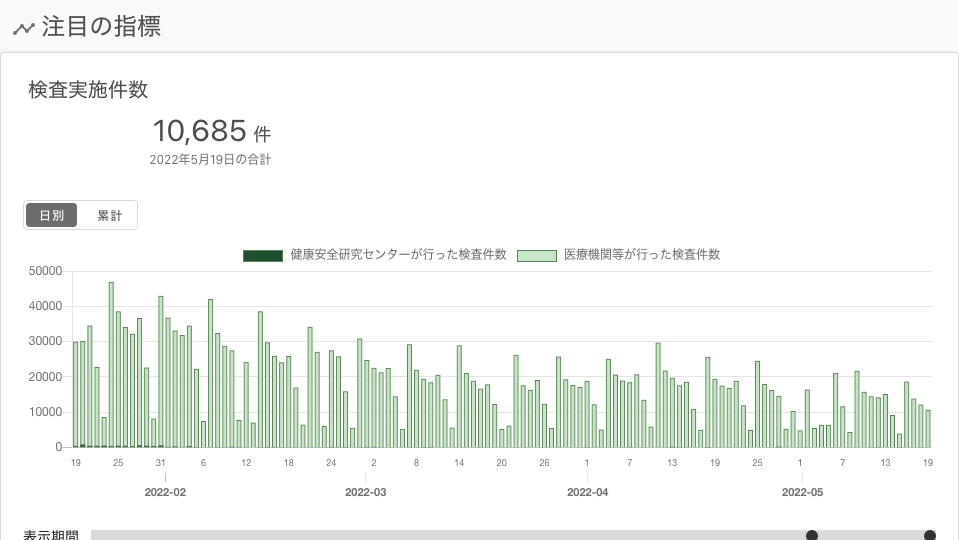 注目の指標
検査実施件数
10,685 件
2022年5月19日の合計
日別 累計
健康安全研究センターが行った検査件数 医療機関等が行った検査件数
50000
40000
30000
20000
10000
0
19 25 31 6 12 18 24 2 8 14 20 26 1 7 13 19 25 1 7 13 19
2022-02 2022-03 2022-04 2022-05
表示期間